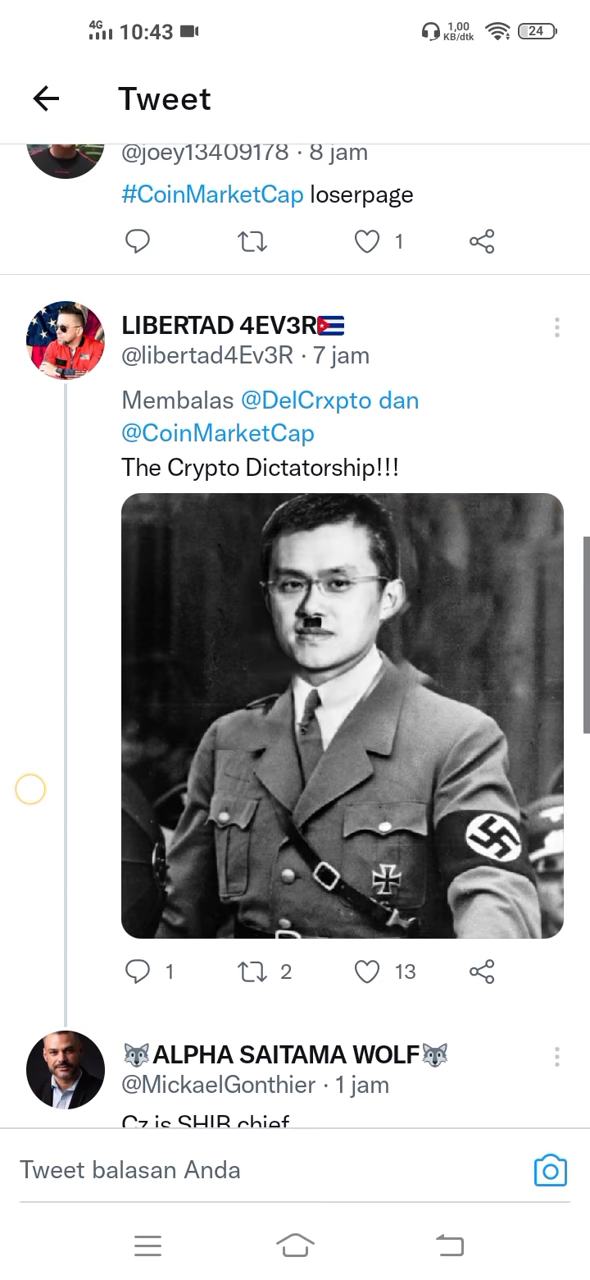 4G 10:43 1,00 KB/dtk 24
Tweet
@joey13409178 · 8 jam
#CoinMarketCap loserpage
1
LIBERTAD 4EV3R🇨🇺
@libertad4Ev3R · 7 jam
Membalas @DelCrxpto dan
@CoinMarketCap
The Crypto Dictatorship!!!
1 2 13
🐺ALPHA SAITAMA WOLF🐺
@MickaelGonthier · 1 jam
Cz is SHIB chief
Tweet balasan Anda